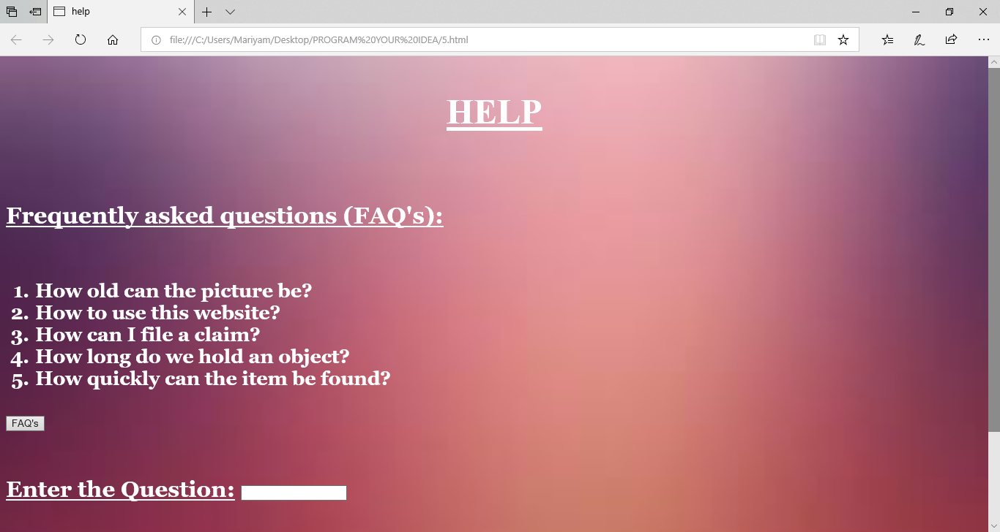 help
file:///C:/Users/Mariyam/Desktop/PROGRAM%20YOUR%20IDEA/5.html
HELP
Frequently asked questions (FAQ's):
1. How old can the picture be?
2. How to use this website?
3. How can I file a claim?
4. How long do we hold an object?
5. How quickly can the item be found?
FAQ's
Enter the Question: